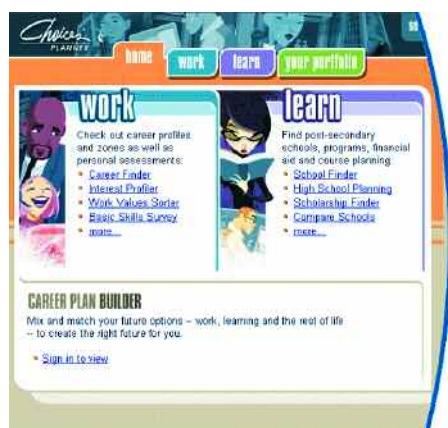 Choices
PLANNER
home
work
learn
your portfolio
work
Check out career profiles
and zones as well as
personal assessments:
Career Finder
Interest Profiler
Work Values Sorter
Basic Skills Survey
more...
learn
Find post-secondary
schools, programs, financial
aid and course planning:
School Finder
High School Planning
Scholarship Finder
Compare Schools
more...
CAREER PLAN BUILDER
Mix and match your future options – work, learning and the rest of life
– to create the right future for you.
Sign in to view